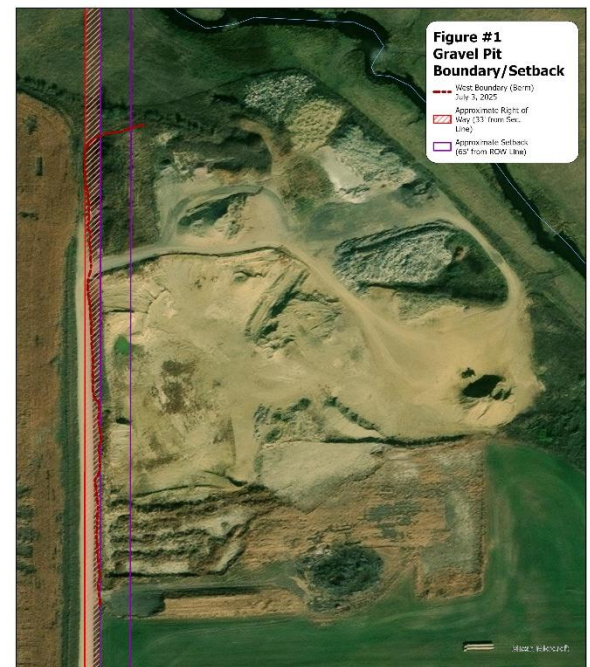 Figure #1
Gravel Pit
Boundary/Setback
West Boundary (Berm)
July 3, 2025
Approximate Right of
Way (33' from Sec.
Line)
Approximate Setback
(65' from ROW Line)
Microsoft